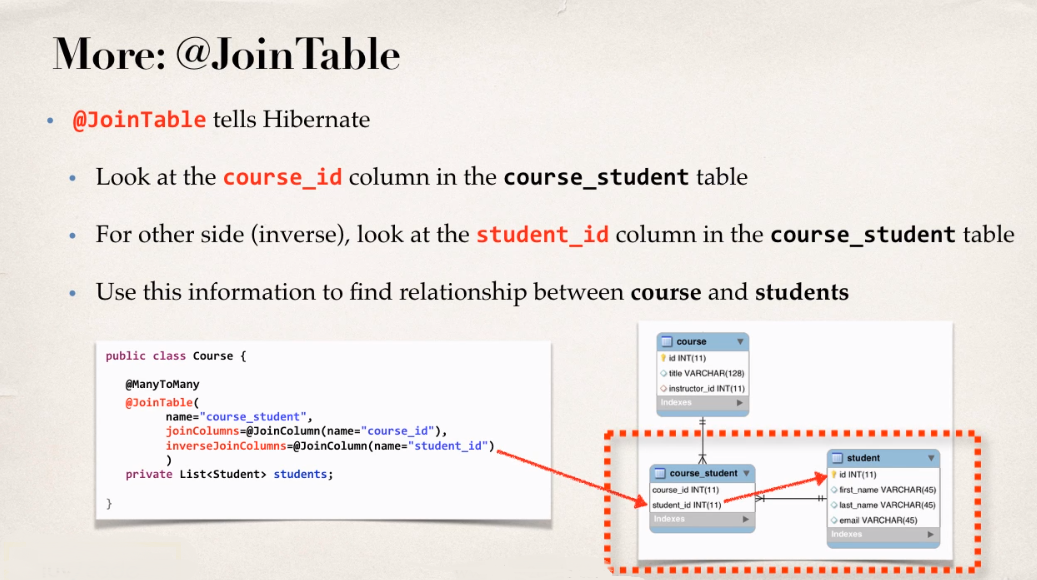 More: @JoinTable
• @JoinTable tells Hibernate
• Look at the course_id column in the course_student table
• For other side (inverse), look at the student_id column in the course_student table
• Use this information to find relationship between course and students
public class Course {
@ManyToMany
@JoinTable(
name="course_student",
joinColumns=@JoinColumn(name="course_id"),
inverseJoinColumns=@JoinColumn(name="student_id")
)
private List<Student> students;
}
course
id INT(11)
title VARCHAR(128)
instructor_id INT(11)
Indexes
course_student
course_id INT(11)
student_id INT(11)
Indexes
student
id INT(11)
first_name VARCHAR(45)
last_name VARCHAR(45)
email VARCHAR(45)
Indexes